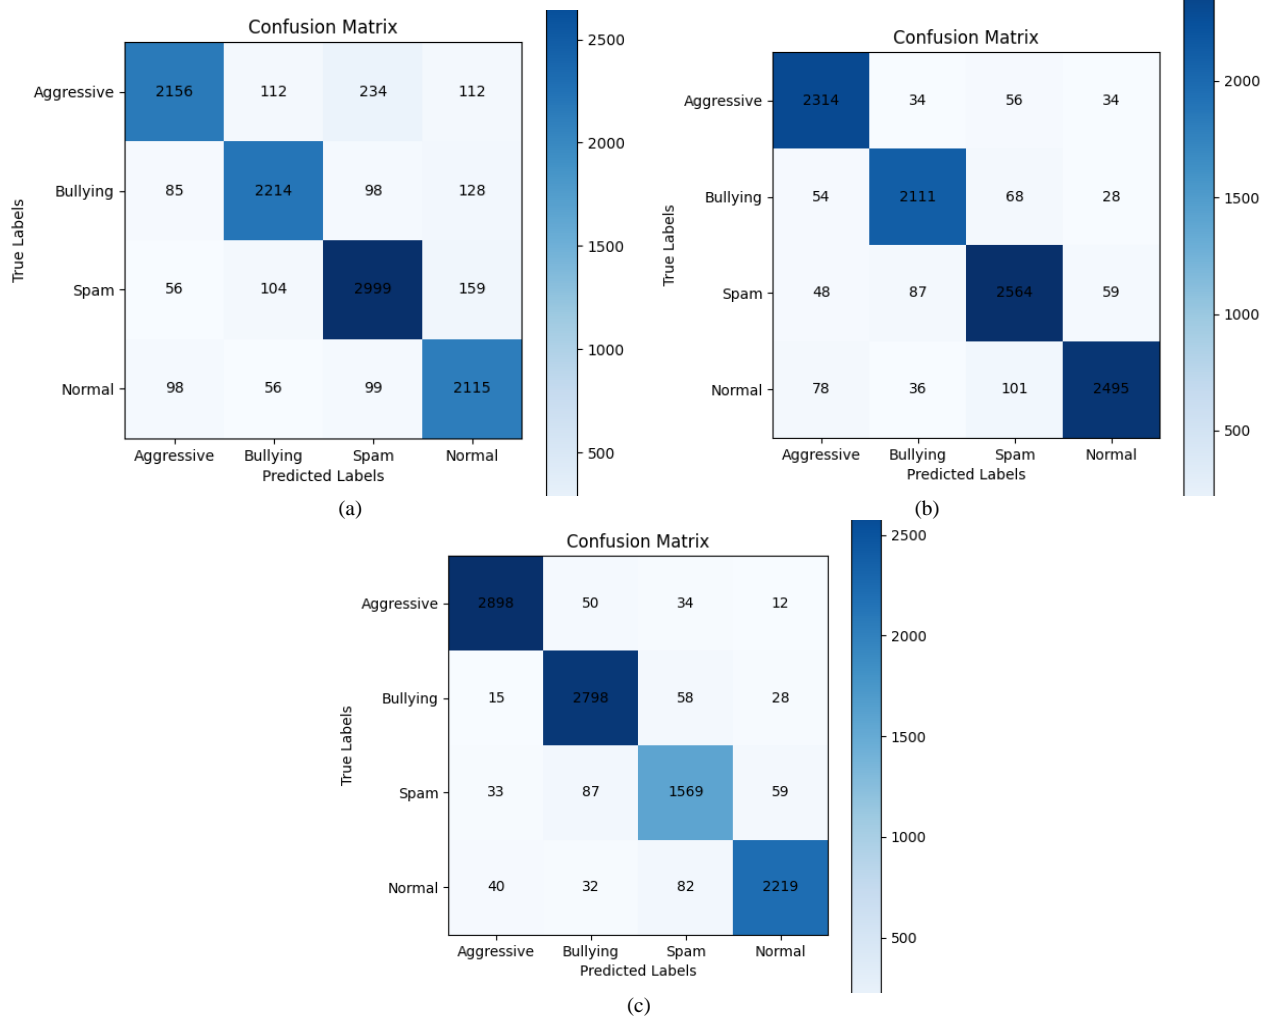 Confusion Matrix
Aggressive 2156 112 234 112
Bullying 85 2214 98 128
Spam 56 104 2999 159
Normal 98 56 99 2115
Aggressive Bullying Spam Normal
Predicted Labels
True Labels
2500
2000
1500
1000
500
(a)
Confusion Matrix
Aggressive 2314 34 56 34
Bullying 54 2111 68 28
Spam 48 87 2564 59
Normal 78 36 101 2495
Aggressive Bullying Spam Normal
Predicted Labels
True Labels
2000
1500
1000
500
(b)
Confusion Matrix
Aggressive 2898 50 34 12
Bullying 15 2798 58 28
Spam 33 87 1569 59
Normal 40 32 82 2219
Aggressive Bullying Spam Normal
Predicted Labels
True Labels
2500
2000
1500
1000
500
(c)